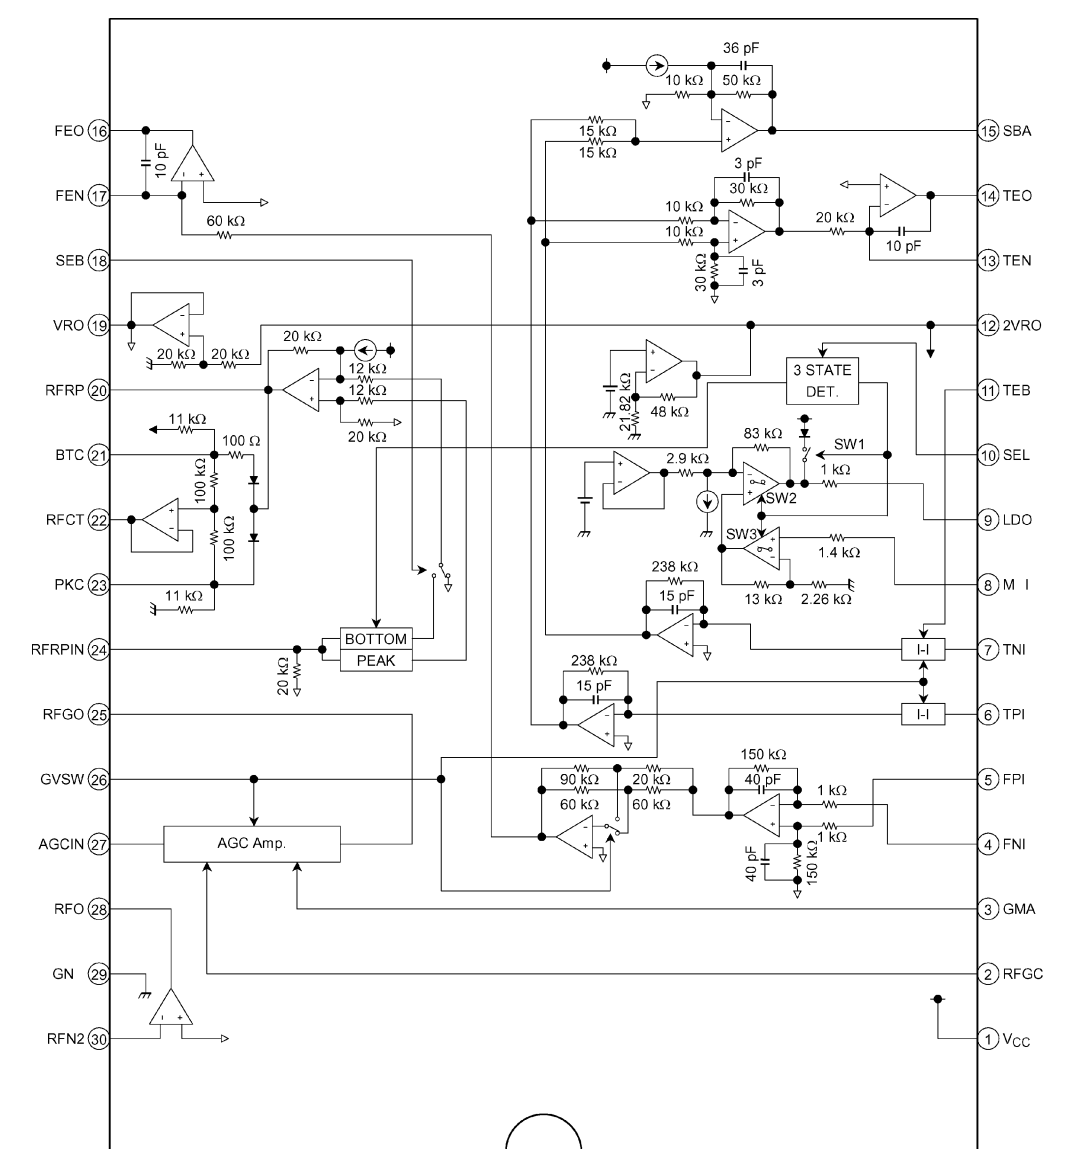 36 pF
10 kΩ 50 kΩ
FEO 16
10 pF
15 kΩ
15 kΩ
15 SBA
FEN 17
60 kΩ
3 pF
30 kΩ
10 kΩ
10 kΩ
30 kΩ
3 pF
20 kΩ
10 pF
14 TEO
SEB 18
13 TEN
VRO 19
20 kΩ 20 kΩ
20 kΩ
12 kΩ
12 kΩ
20 kΩ
12 2VRO
RFRP 20
21.82 kΩ
48 kΩ
3 STATE
DET.
11 TEB
11 kΩ
BTC 21
100 Ω
100 kΩ
83 kΩ
2.9 kΩ
SW1
1 kΩ
10 SEL
RFCT 22
100 kΩ
SW2
SW3
9 LDO
1.4 kΩ
PKC 23
11 kΩ
238 kΩ
15 pF
13 kΩ 2.26 kΩ
8 M I
RFRPIN 24
20 kΩ
BOTTOM
PEAK
I-I
7 TNI
238 kΩ
15 pF
RFGO 25
I-I
6 TPI
GVSW 26
90 kΩ 20 kΩ
60 kΩ 60 kΩ
150 kΩ
40 pF
1 kΩ
1 kΩ
5 FPI
AGCIN 27
AGC Amp.
40 pF
150 kΩ
4 FNI
RFO 28
3 GMA
GN 29
2 RFGC
RFN2 30
1 VCC